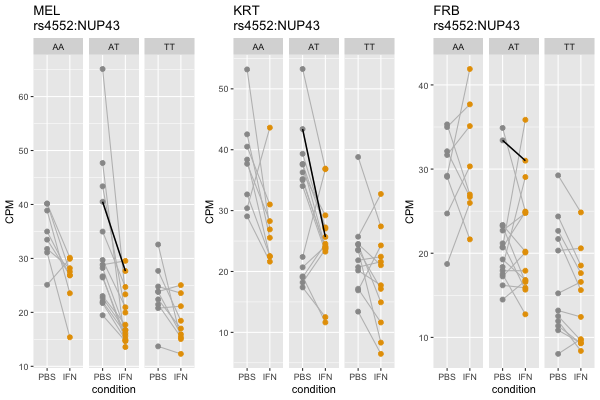 MEL
rs4552:NUP43
AA AT TT
CPM
60
50
40
30
20
10
PBS IFN PBS IFN PBS IFN
condition
KRT
rs4552:NUP43
AA AT TT
CPM
50
40
30
20
10
PBS IFN PBS IFN PBS IFN
condition
FRB
rs4552:NUP43
AA AT TT
CPM
40
30
20
10
PBS IFN PBS IFN PBS IFN
condition